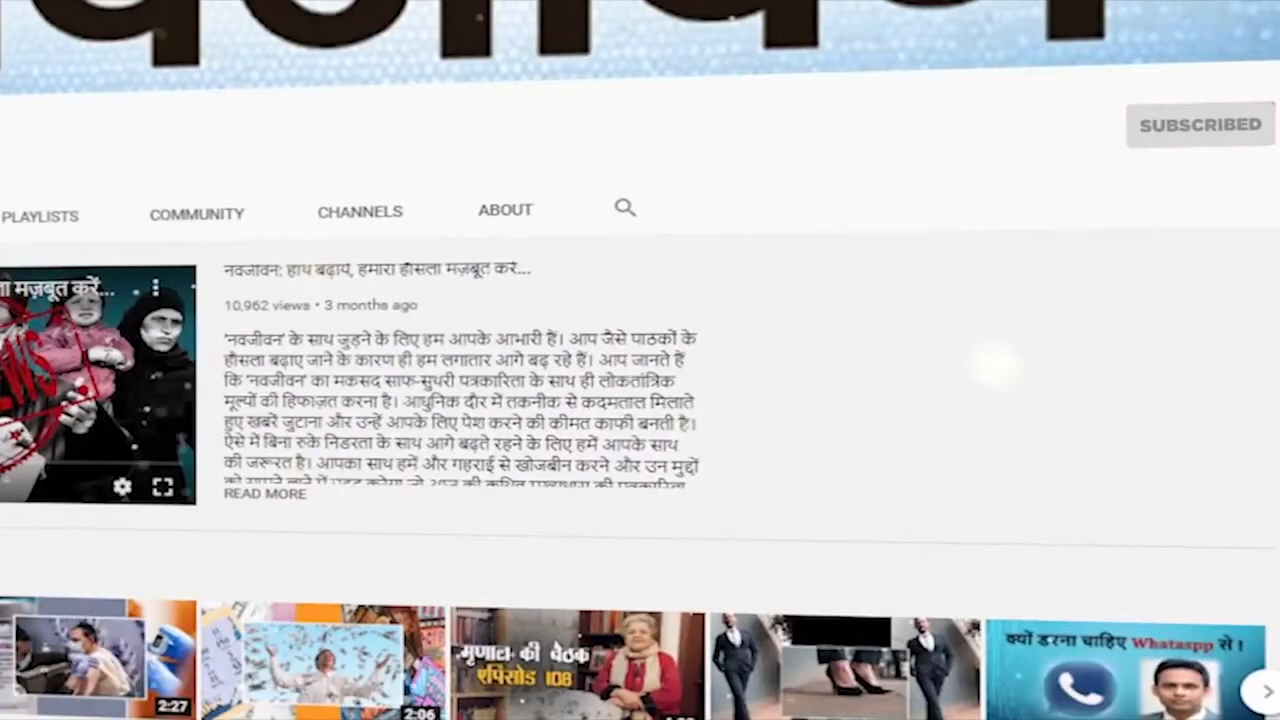 SUBSCRIBED
PLAYLISTS COMMUNITY CHANNELS ABOUT
नवजीवन: हाथ बढ़ायें, हमारा हौसला मज़बूत करें...
ला मज़बूत करें...
10,962 views • 3 months ago
'नवजीवन' के साथ जुड़ने के लिए हम आपके आभारी हैं। आप जैसे पाठकों के
हौसला बढ़ाए जाने के कारण ही हम लगातार आगे बढ़ रहे हैं। आप जानते हैं
कि 'नवजीवन' का मकसद साफ-सुथरी पत्रकारिता के साथ ही लोकतांत्रिक
मूल्यों की हिफाज़त करना है। आधुनिक दौर में तकनीक से कदमताल मिलाते
हुए खबरें जुटाना और उन्हें आपके लिए पेश करने की कीमत काफी बनती है।
ऐसे में बिना रुके निडरता के साथ आगे बढ़ते रहने के लिए हमें आपके साथ
की जरूरत है। आपका साथ हमें और गहराई से खोजबीन करने और उन मुद्दों
READ MORE
2:27
2:06
मृणाल की बैठक
एपिसोड 108
क्यों डरना चाहिए Whataspp से !